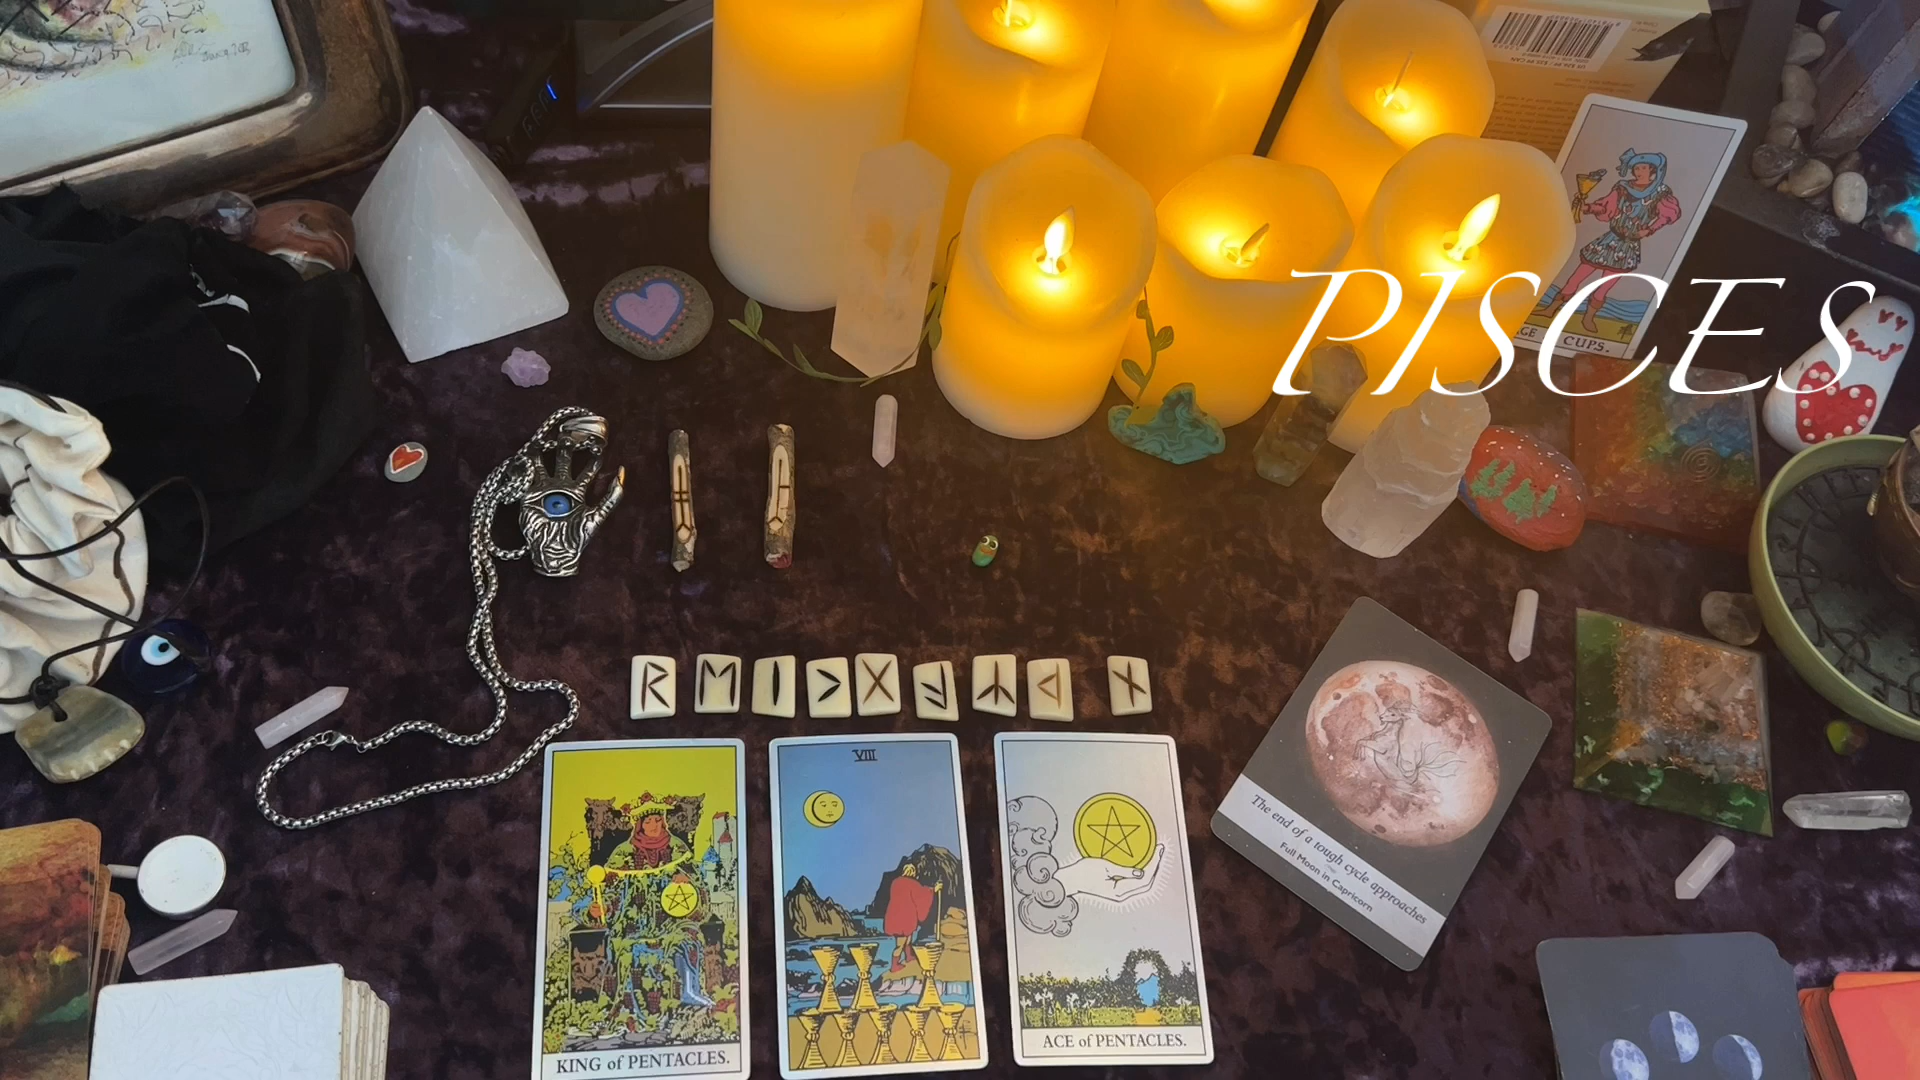 PISCES
CUPS.
The end of a tough cycle approaches
Full Moon in Capricorn
VIII
KING of PENTACLES.
ACE of PENTACLES.